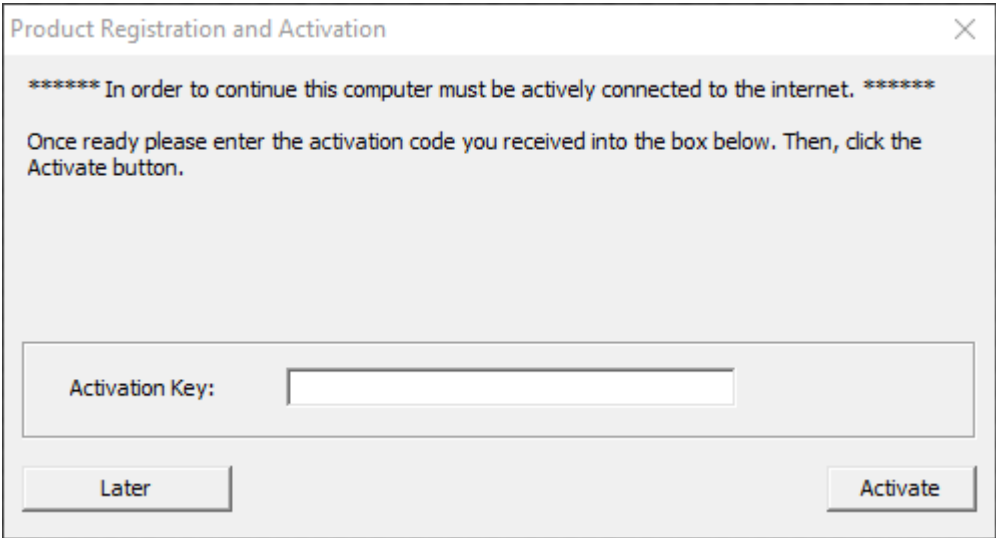 Product Registration and Activation
****** In order to continue this computer must be actively connected to the internet. ******
Once ready please enter the activation code you received into the box below. Then, click the
Activate button.
Activation Key:
Later
Activate